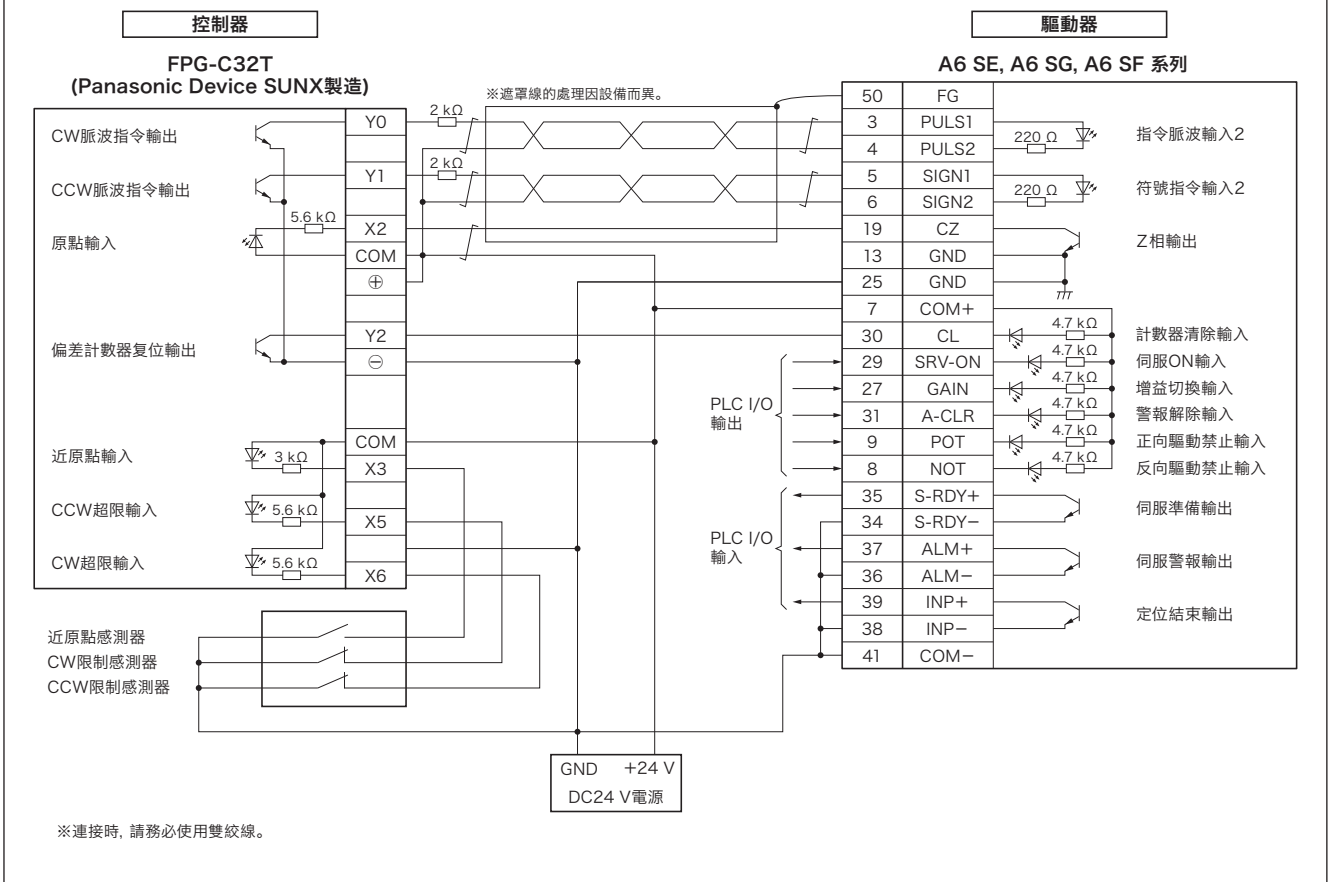 控制器
驅動器
FPG-C32T
(Panasonic Device SUNX製造)
A6 SE, A6 SG, A6 SF 系列
※遮罩線的處理因設備而異。
CW脈波指令輸出
Y0
2 kΩ
CCW脈波指令輸出
Y1
2 kΩ
原點輸入
5.6 kΩ
X2
COM
⊕
偏差計數器复位輸出
Y2
⊖
近原點輸入
3 kΩ
COM
X3
CCW超限輸入
5.6 kΩ
X5
CW超限輸入
5.6 kΩ
X6
近原點感測器
CW限制感測器
CCW限制感測器
50 FG
3 PULS1
4 PULS2
220 Ω
指令脈波輸入2
5 SIGN1
6 SIGN2
220 Ω
符號指令輸入2
19 CZ
Z相輸出
13 GND
25 GND
7 COM+
30 CL 4.7 kΩ 計數器清除輸入
29 SRV-ON 4.7 kΩ 伺服ON輸入
27 GAIN 4.7 kΩ 增益切換輸入
31 A-CLR 4.7 kΩ 警報解除輸入
9 POT 4.7 kΩ 正向驅動禁止輸入
8 NOT 4.7 kΩ 反向驅動禁止輸入
PLC I/O
輸出
35 S-RDY+
34 S-RDY−
伺服準備輸出
37 ALM+
36 ALM−
伺服警報輸出
39 INP+
38 INP−
定位結束輸出
41 COM−
PLC I/O
輸入
GND +24 V
DC24 V電源
※連接時, 請務必使用雙絞線。